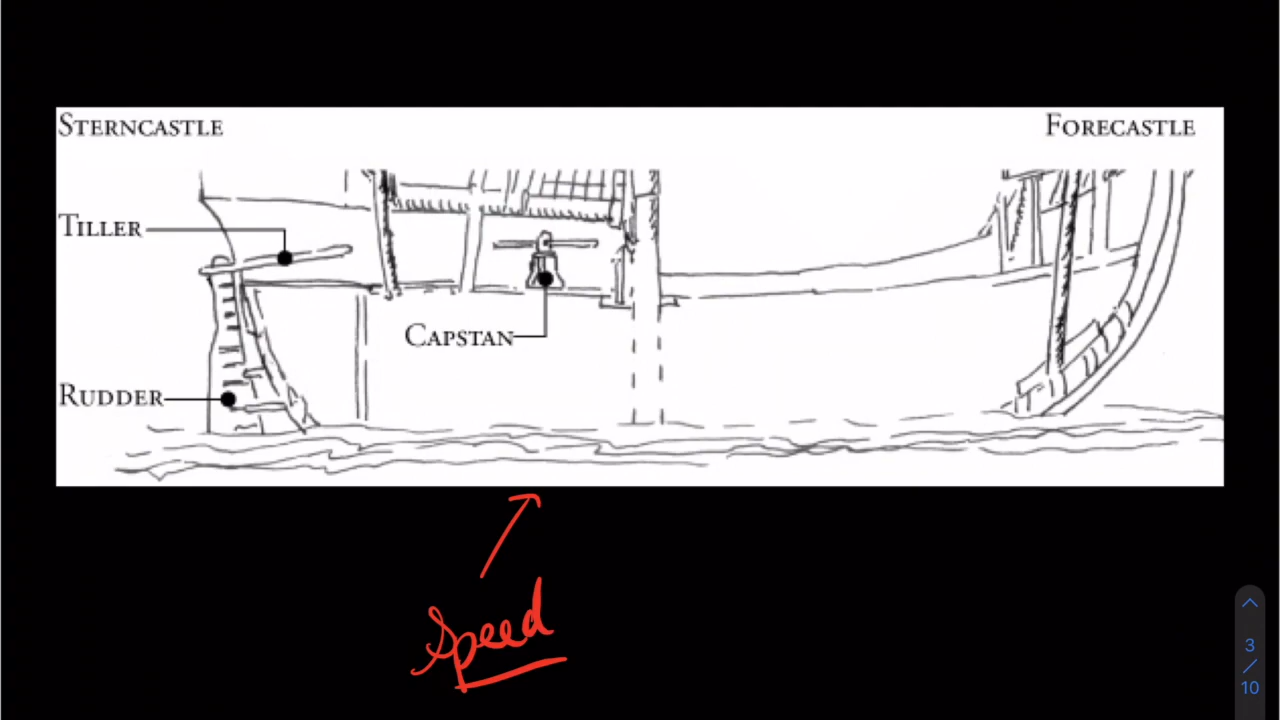 STERNCASTLE
FORECASTLE
TILLER
CAPSTAN
RUDDER
Speed
3
/
10